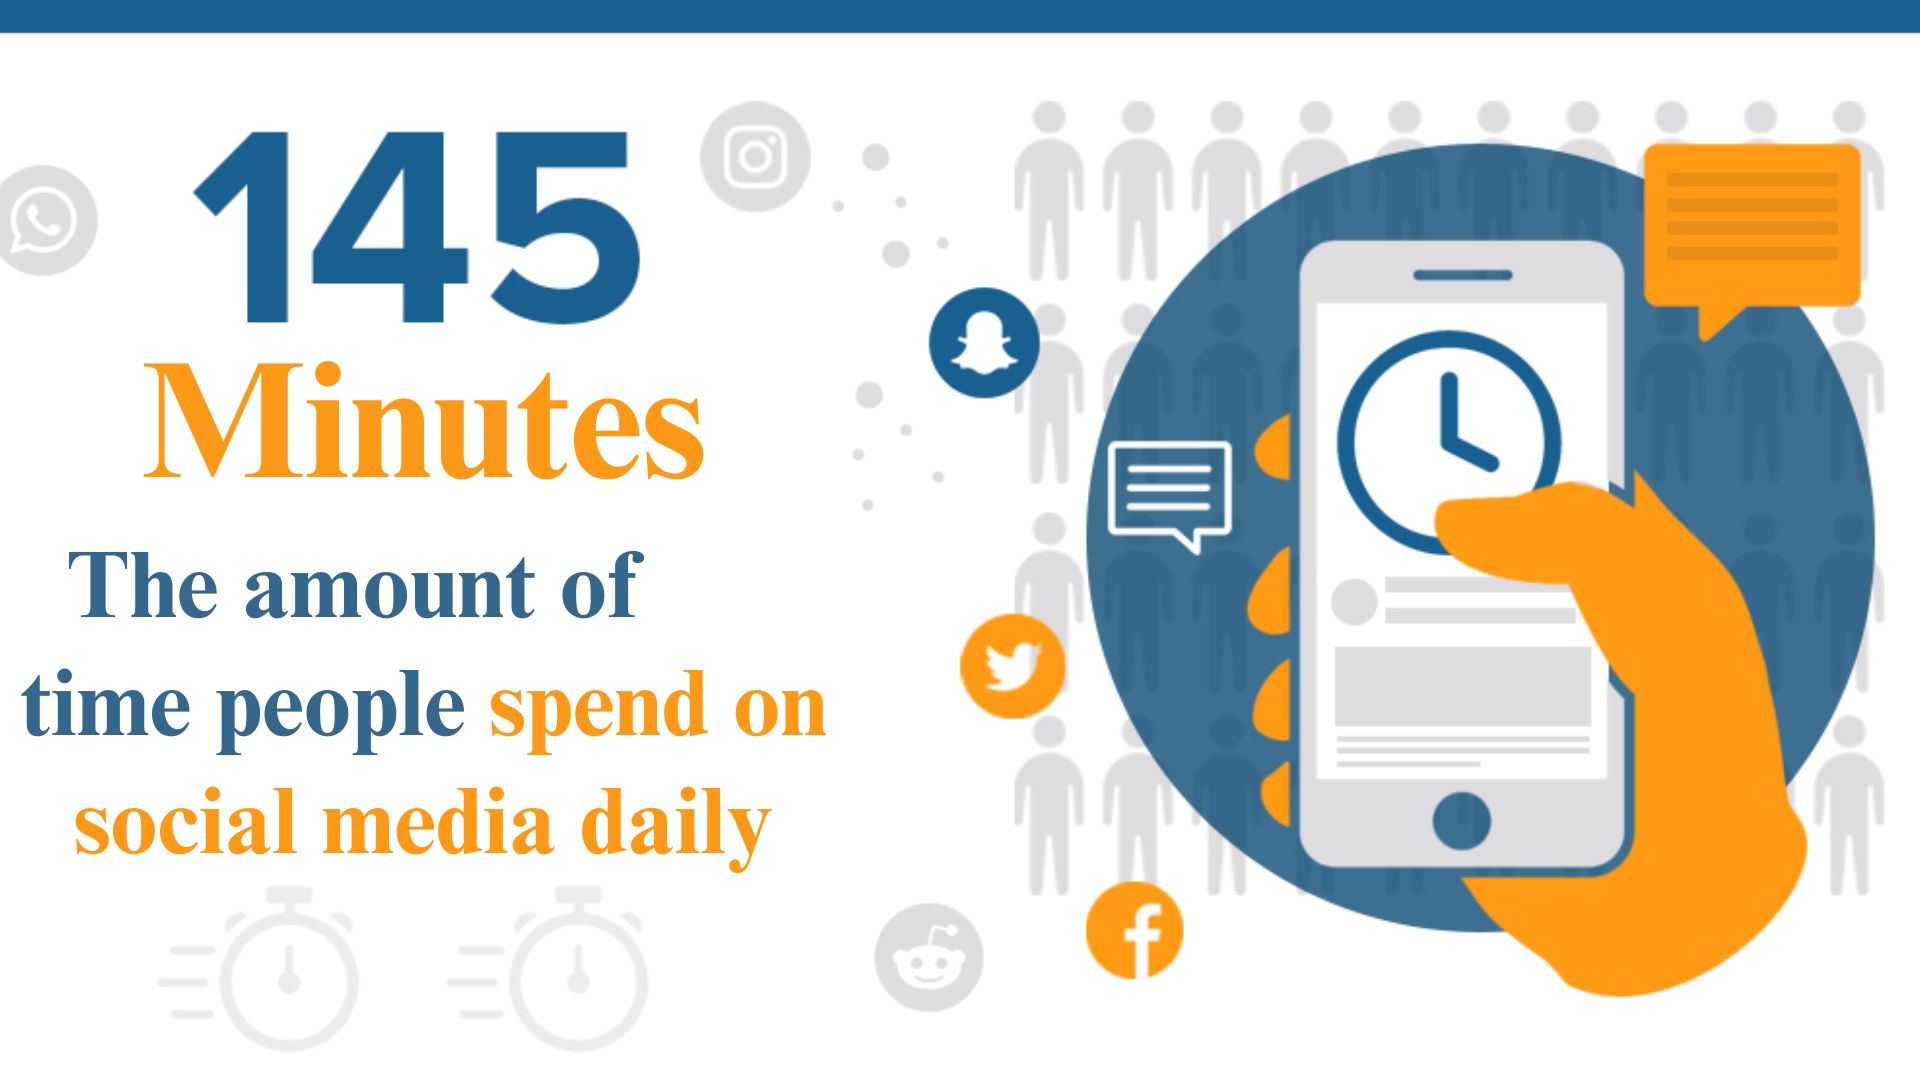 145
Minutes
The amount of
time people spend on
social media daily